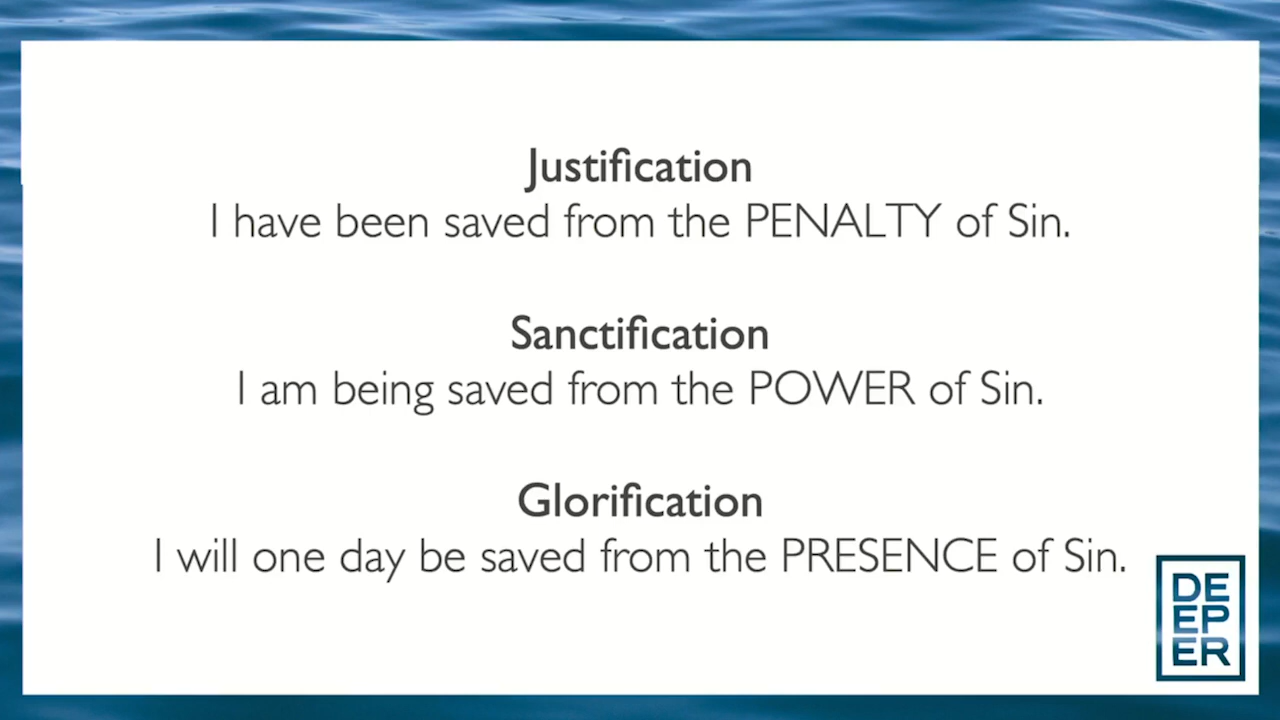 Justification
I have been saved from the PENALTY of Sin.
Sanctification
I am being saved from the POWER of Sin.
Glorification
I will one day be saved from the PRESENCE of Sin.
DE
EP
ER